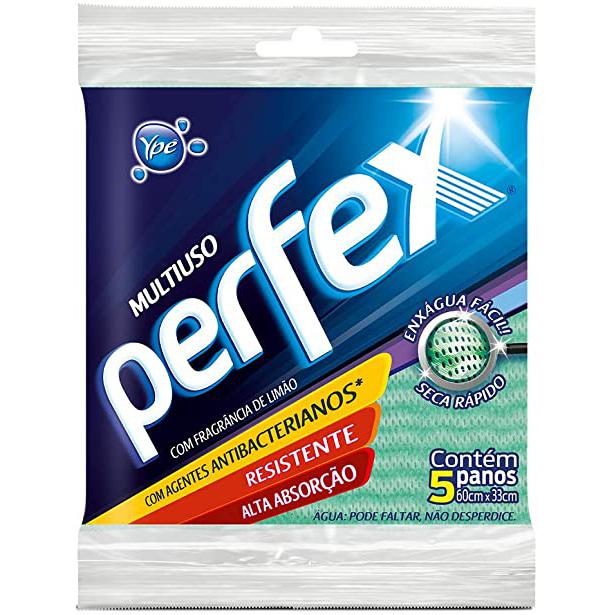 Ypê
MULTIUSO
perfex®
COM FRAGRÂNCIA DE LIMÃO
COM AGENTES ANTIBACTERIANOS*
RESISTENTE
ALTA ABSORÇÃO
ENXÁGUA FÁCIL!
SECA RÁPIDO
Contém
5 panos
60cm x 33cm
ÁGUA: PODE FALTAR, NÃO DESPERDICE.